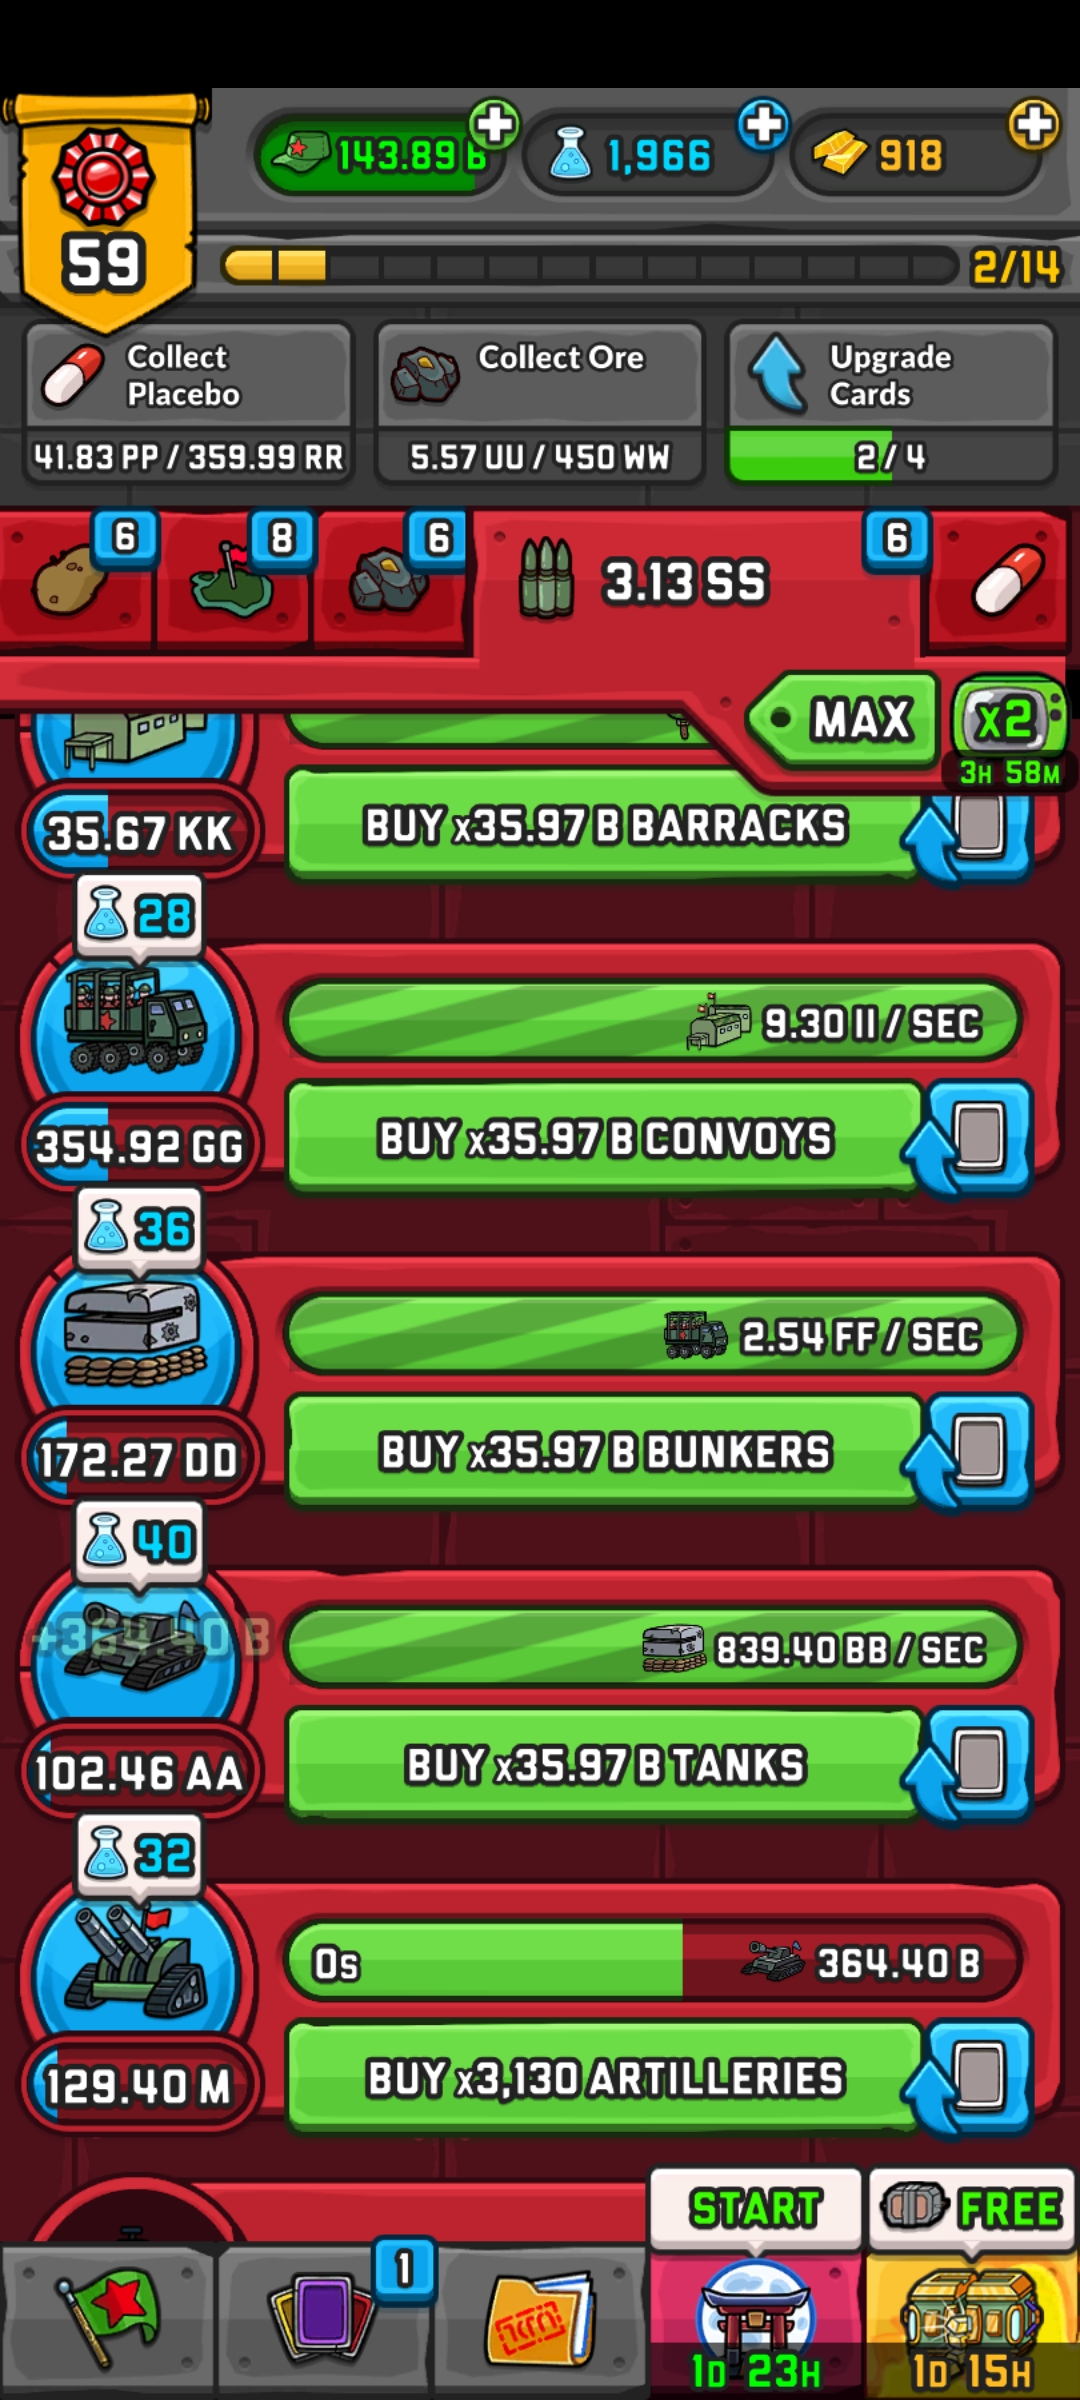 143.89 B
1,966
918
59
2/14
Collect Placebo
41.83 PP / 359.99 RR
Collect Ore
5.57 UU / 450 WW
Upgrade Cards
2 / 4
6
8
6
3.13 SS
6
MAX
x2
3H 58M
35.67 KK
BUY x35.97 B BARRACKS
28
9.30 II / SEC
354.92 GG
BUY x35.97 B CONVOYS
36
2.54 FF / SEC
172.27 DD
BUY x35.97 B BUNKERS
40
+364.40 B
839.40 BB / SEC
102.46 AA
BUY x35.97 B TANKS
32
0s
364.40 B
129.40 M
BUY x3,130 ARTILLERIES
START
FREE
1
1D 23H
1D 15H